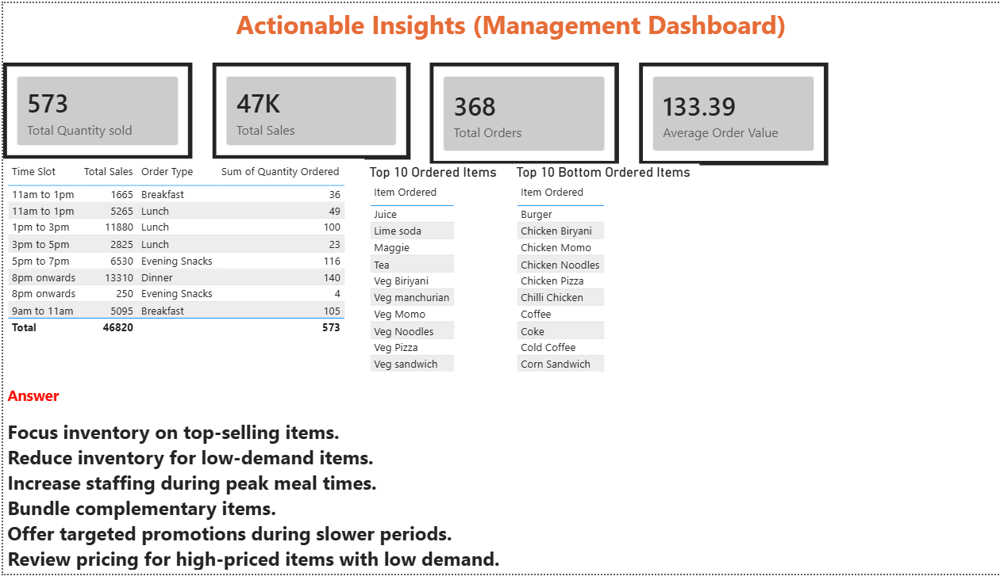 Actionable Insights (Management Dashboard)
573
Total Quantity sold
47K
Total Sales
368
Total Orders
133.39
Average Order Value
Time Slot Total Sales Order Type Sum of Quantity Ordered
11am to 1pm 1665 Breakfast 36
11am to 1pm 5265 Lunch 49
1pm to 3pm 11880 Lunch 100
3pm to 5pm 2825 Lunch 23
5pm to 7pm 6530 Evening Snacks 116
8pm onwards 13310 Dinner 140
8pm onwards 250 Evening Snacks 4
9am to 11am 5095 Breakfast 105
Total 46820 573
Top 10 Ordered Items
Item Ordered
Juice
Lime soda
Maggie
Tea
Veg Biriyani
Veg manchurian
Veg Momo
Veg Noodles
Veg Pizza
Veg sandwich
Top 10 Bottom Ordered Items
Item Ordered
Burger
Chicken Biryani
Chicken Momo
Chicken Noodles
Chicken Pizza
Chilli Chicken
Coffee
Coke
Cold Coffee
Corn Sandwich
Answer
Focus inventory on top-selling items.
Reduce inventory for low-demand items.
Increase staffing during peak meal times.
Bundle complementary items.
Offer targeted promotions during slower periods.
Review pricing for high-priced items with low demand.